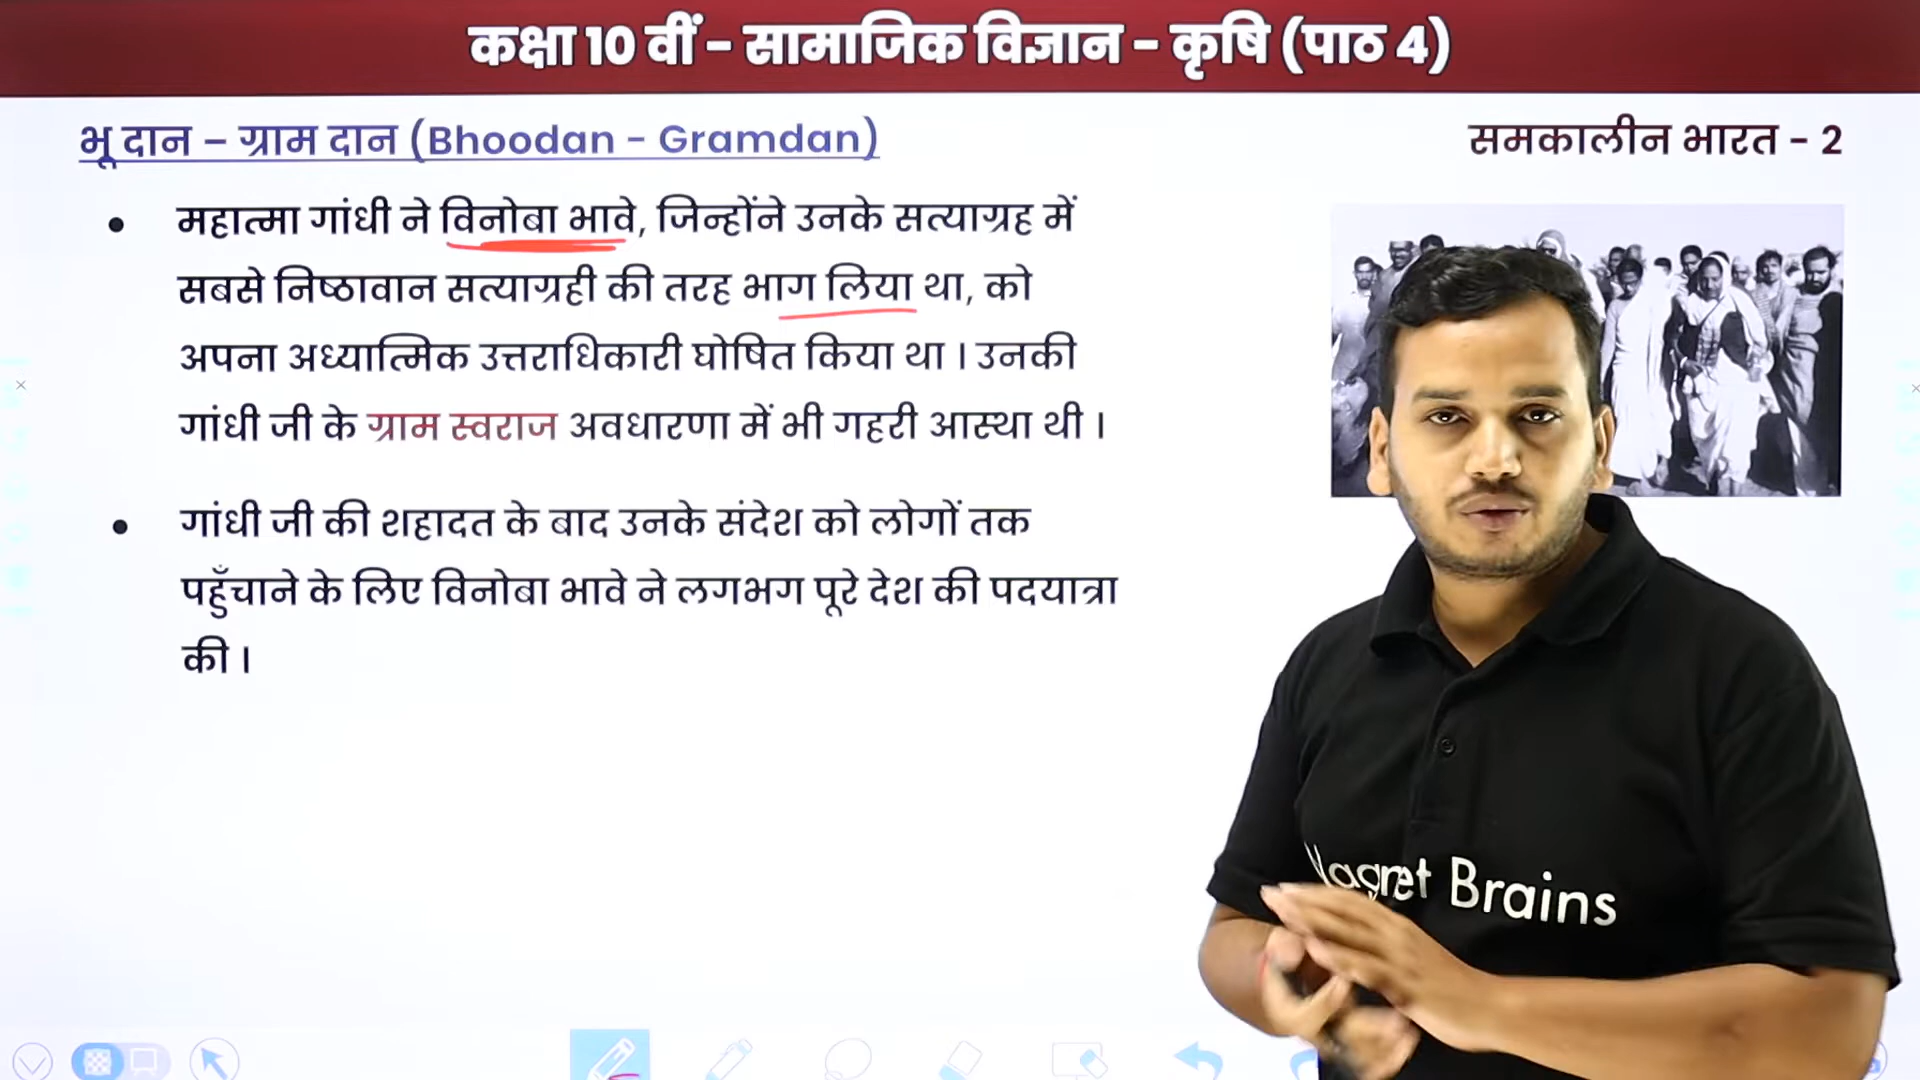 कक्षा 10 वीं - सामाजिक विज्ञान - कृषि (पाठ 4)
भू दान – ग्राम दान (Bhoodan - Gramdan)
समकालीन भारत - 2
• महात्मा गांधी ने विनोबा भावे, जिन्होंने उनके सत्याग्रह में
सबसे निष्ठावान सत्याग्रही की तरह भाग लिया था, को
अपना अध्यात्मिक उत्तराधिकारी घोषित किया था । उनकी
गांधी जी के ग्राम स्वराज अवधारणा में भी गहरी आस्था थी ।
• गांधी जी की शहादत के बाद उनके संदेश को लोगों तक
पहुँचाने के लिए विनोबा भावे ने लगभग पूरे देश की पदयात्रा
की ।
Magnet Brains